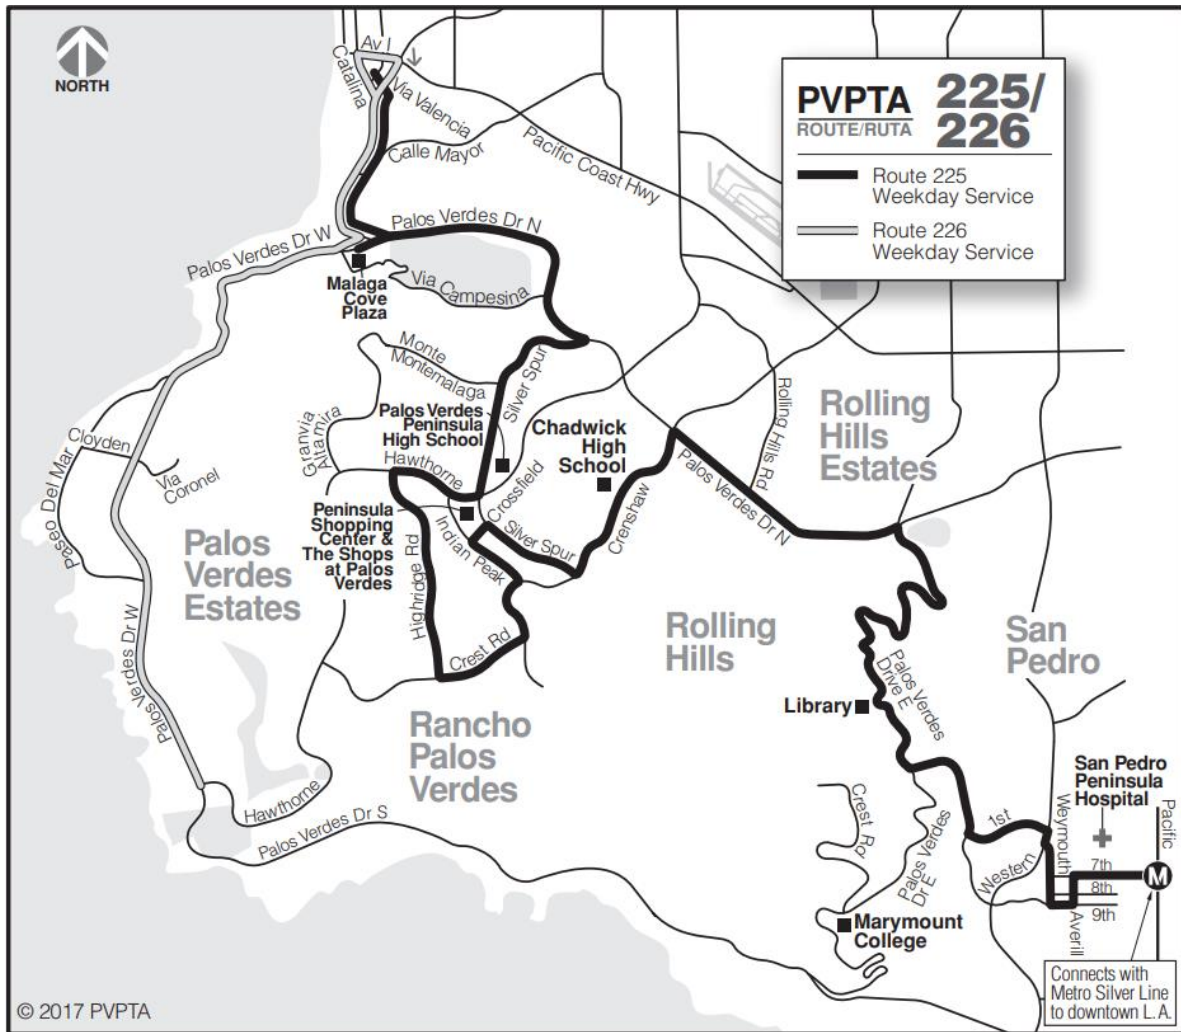 NORTH
Av I
Catalina
Via Valencia
Calle Mayor
Pacific Coast Hwy
PVPTA
ROUTE/RUTA
225/
226
Route 225
Weekday Service
Route 226
Weekday Service
Palos Verdes Dr W
Palos Verdes Dr N
Malaga
Cove
Plaza
Via Campesina
Monte
Montemalaga
Silver Spur
Granvia
Altamira
Palos Verdes
Peninsula
High School
Hawthorne
Crossfield
Chadwick
High
School
Rolling Hills Rd
Rolling
Hills
Estates
Cloyden
Via
Coronel
Paseo Del Mar
Palos
Verdes
Estates
Peninsula
Shopping
Center &
The Shops
at Palos
Verdes
Indian Peak
Silver Spur
Crenshaw
Palos Verdes Dr N
Highridge Rd
Crest Rd
Rolling
Hills
San
Pedro
Palos Verdes Dr W
Palos Verdes
Drive E
Library
Rancho
Palos
Verdes
Hawthorne
Palos Verdes Dr S
Crest Rd
Palos Verdes
Dr E
San Pedro
Peninsula
Hospital
1st
Weymouth
Western
Pacific
7th
8th
9th
M
Averill
Marymount
College
Connects with
Metro Silver Line
to downtown L.A.
© 2017 PVPTA